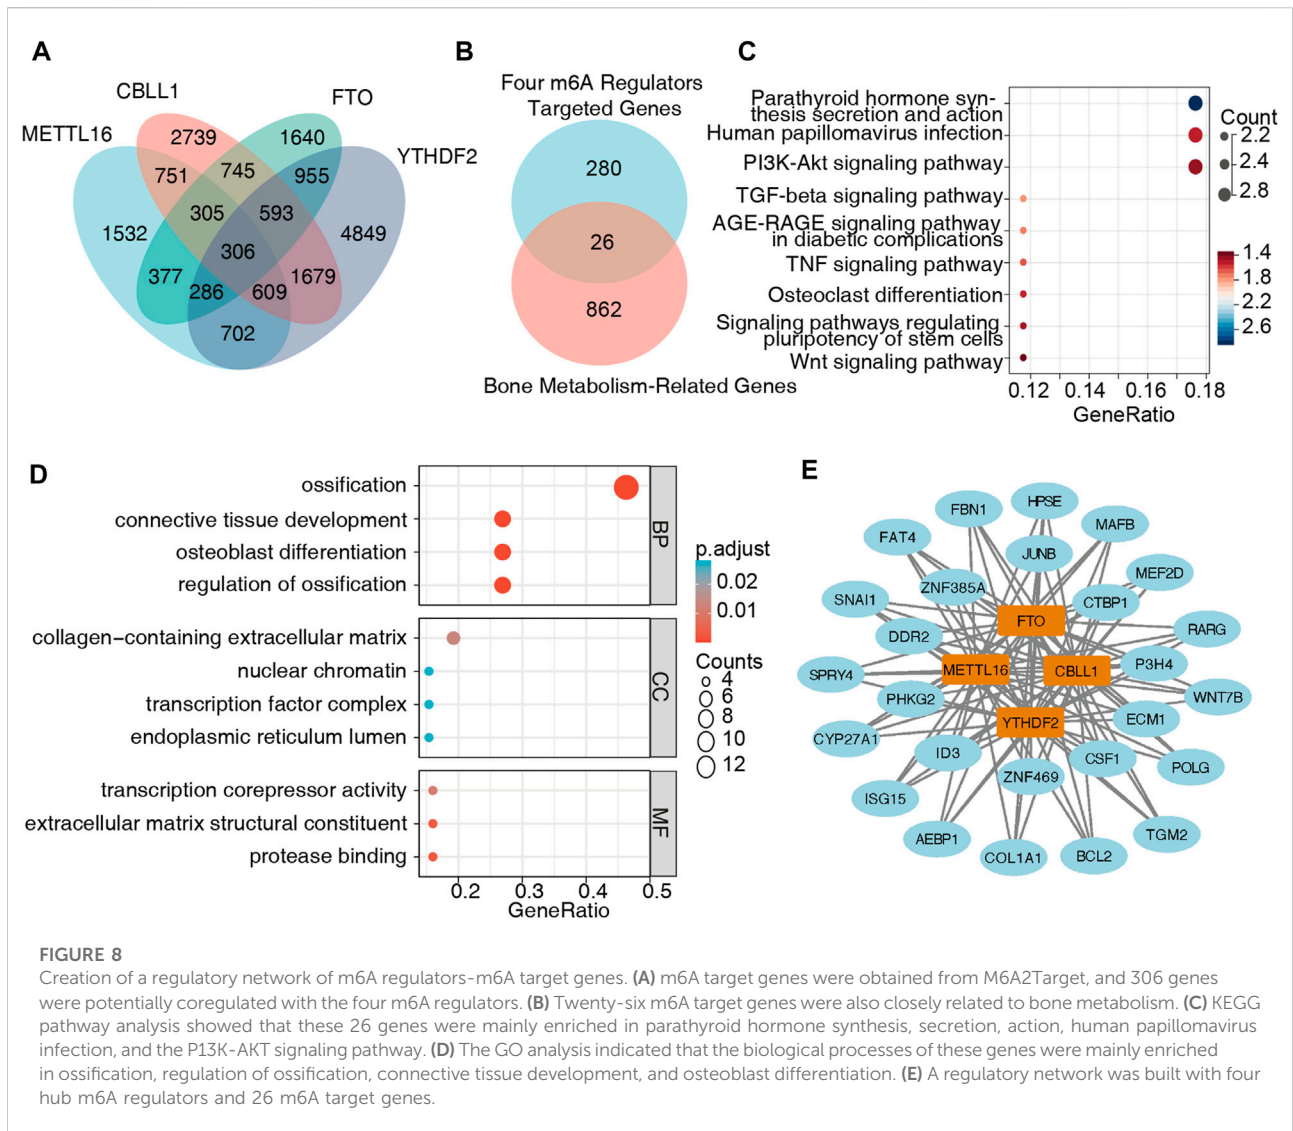 A
METTL16
CBLL1
FTO
YTHDF2
2739
1640
751
745
955
1532
305
593
4849
306
377
286
609
1679
702
B
Four m6A Regulators
Targeted Genes
280
26
862
Bone Metabolism-Related Genes
C
Parathyroid hormone syn-
thesis secretion and action
Human papillomavirus infection
PI3K-Akt signaling pathway
TGF-beta signaling pathway
AGE-RAGE signaling pathway
in diabetic complications
TNF signaling pathway
Osteoclast differentiation
Signaling pathways regulating
pluripotency of stem cells
Wnt signaling pathway
0.12 0.14 0.16 0.18
GeneRatio
Count
2.2
2.4
2.8
1.4
1.8
2.2
2.6
D
ossification
connective tissue development
osteoblast differentiation
regulation of ossification
BP
collagen−containing extracellular matrix
nuclear chromatin
transcription factor complex
endoplasmic reticulum lumen
CC
transcription corepressor activity
extracellular matrix structural constituent
protease binding
MF
0.2 0.3 0.4 0.5
GeneRatio
p.adjust
0.02
0.01
Counts
4
6
8
10
12
E
HPSE
FBN1
MAFB
FAT4
JUNB
MEF2D
ZNF385A
SNAI1
CTBP1
FTO
RARG
DDR2
METTL16
CBLL1
P3H4
SPRY4
PHKG2
WNT7B
YTHDF2
ECM1
CYP27A1
ID3
CSF1
POLG
ZNF469
ISG15
AEBP1
TGM2
COL1A1
BCL2
FIGURE 8
Creation of a regulatory network of m6A regulators-m6A target genes. (A) m6A target genes were obtained from M6A2Target, and 306 genes
were potentially coregulated with the four m6A regulators. (B) Twenty-six m6A target genes were also closely related to bone metabolism. (C) KEGG
pathway analysis showed that these 26 genes were mainly enriched in parathyroid hormone synthesis, secretion, action, human papillomavirus
infection, and the P13K-AKT signaling pathway. (D) The GO analysis indicated that the biological processes of these genes were mainly enriched
in ossification, regulation of ossification, connective tissue development, and osteoblast differentiation. (E) A regulatory network was built with four
hub m6A regulators and 26 m6A target genes.